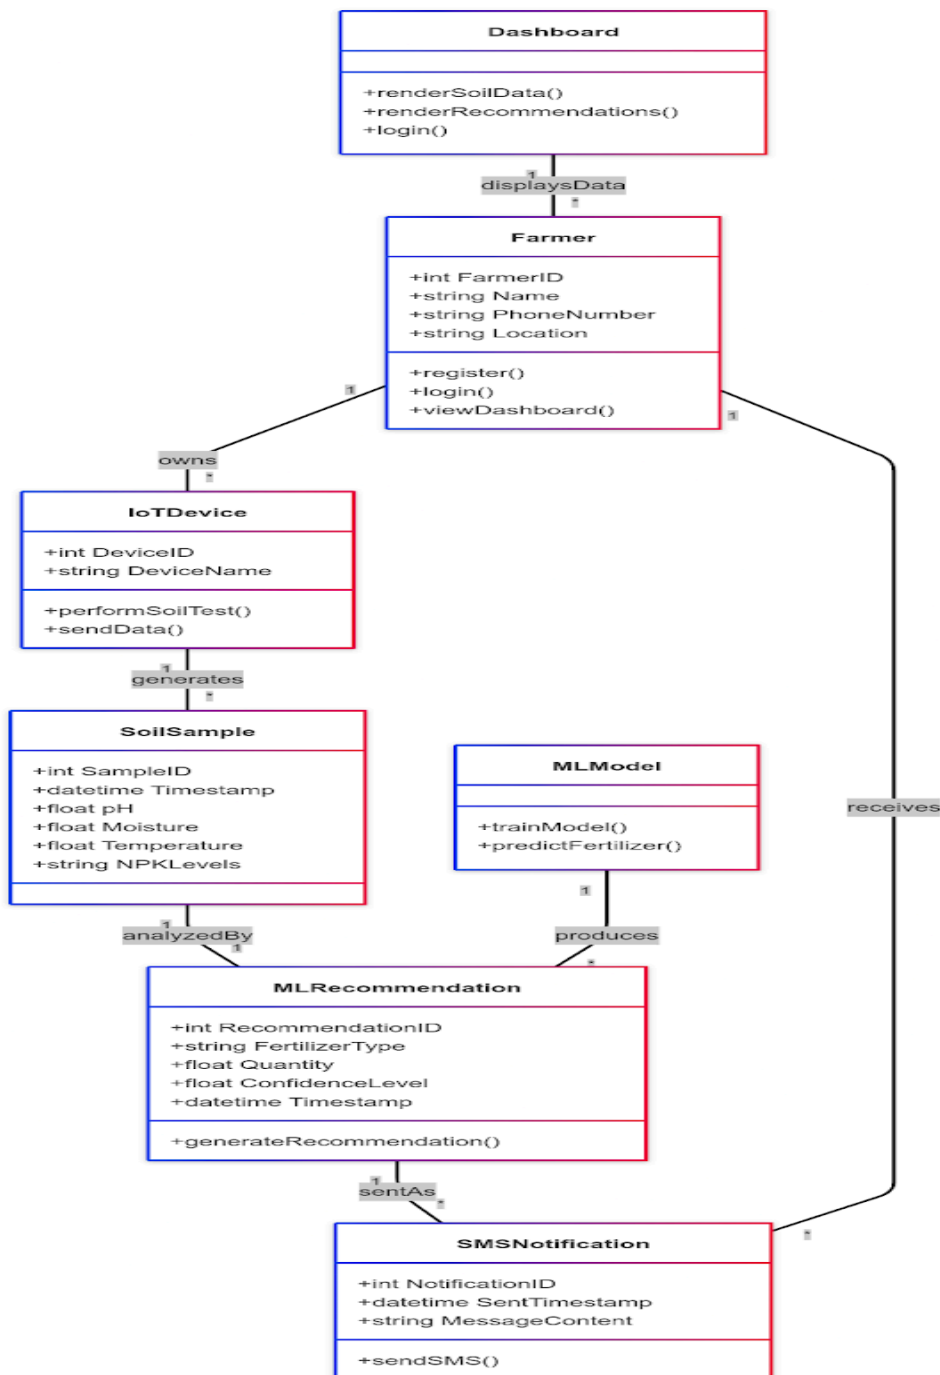 Dashboard
+renderSoilData()
+renderRecommendations()
+login()
1
displaysData
*
Farmer
+int FarmerID
+string Name
+string PhoneNumber
+string Location
+register()
+login()
+viewDashboard()
1
1
owns
*
IoTDevice
+int DeviceID
+string DeviceName
+performSoilTest()
+sendData()
1
generates
*
SoilSample
+int SampleID
+datetime Timestamp
+float pH
+float Moisture
+float Temperature
+string NPKLevels
MLModel
+trainModel()
+predictFertilizer()
receives
1
analyzedBy
1
1
produces
*
MLRecommendation
+int RecommendationID
+string FertilizerType
+float Quantity
+float ConfidenceLevel
+datetime Timestamp
+generateRecommendation()
1
sentAs
*
*
SMSNotification
+int NotificationID
+datetime SentTimestamp
+string MessageContent
+sendSMS()